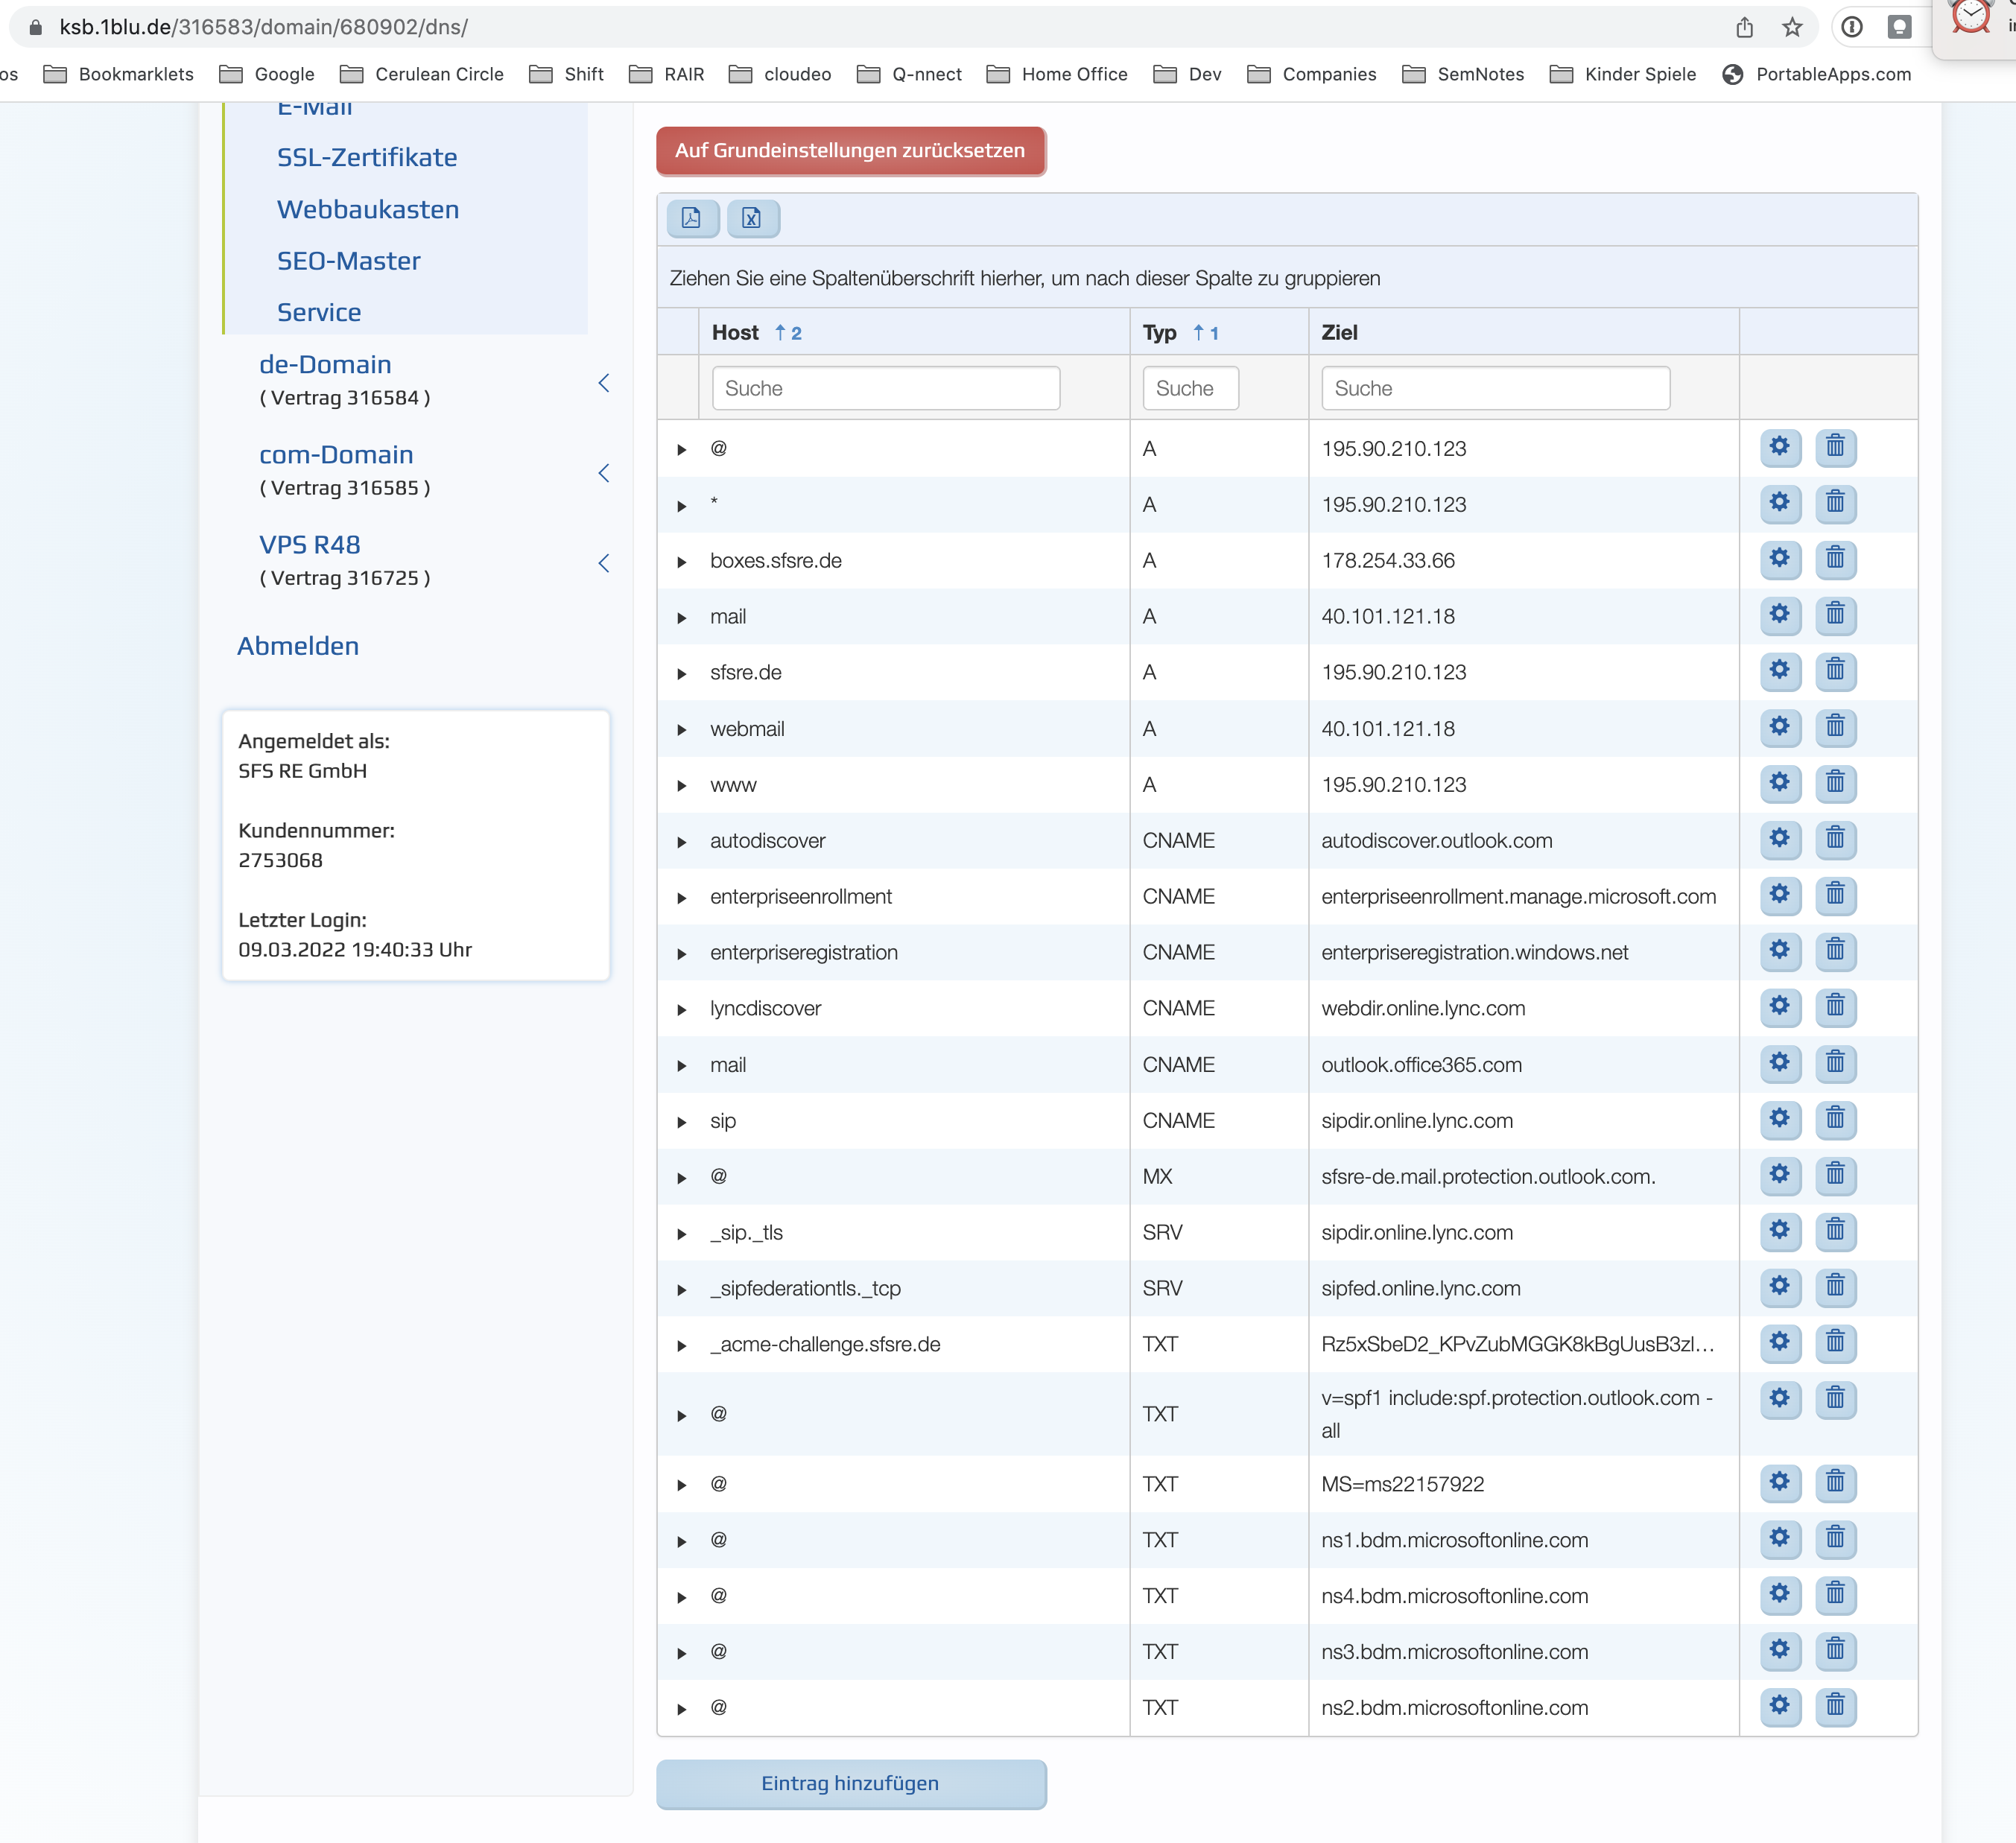 ksb.1blu.de/316583/domain/680902/dns/
os Bookmarklets Google Cerulean Circle Shift RAIR cloudeo Q-nnect Home Office Dev Companies SemNotes Kinder Spiele PortableApps.com
E-Mail
SSL-Zertifikate
Webbaukasten
SEO-Master
Service
de-Domain
( Vertrag 316584 )
com-Domain
( Vertrag 316585 )
VPS R48
( Vertrag 316725 )
Abmelden
Angemeldet als:
SFS RE GmbH
Kundennummer:
2753068
Letzter Login:
09.03.2022 19:40:33 Uhr
Auf Grundeinstellungen zurücksetzen
Ziehen Sie eine Spaltenüberschrift hierher, um nach dieser Spalte zu gruppieren
Host ↑ 2 Typ ↑ 1 Ziel
Suche Suche Suche
@ A 195.90.210.123
* A 195.90.210.123
boxes.sfsre.de A 178.254.33.66
mail A 40.101.121.18
sfsre.de A 195.90.210.123
webmail A 40.101.121.18
www A 195.90.210.123
autodiscover CNAME autodiscover.outlook.com
enterpriseenrollment CNAME enterpriseenrollment.manage.microsoft.com
enterpriseregistration CNAME enterpriseregistration.windows.net
lyncdiscover CNAME webdir.online.lync.com
mail CNAME outlook.office365.com
sip CNAME sipdir.online.lync.com
@ MX sfsre-de.mail.protection.outlook.com.
_sip._tls SRV sipdir.online.lync.com
_sipfederationtls._tcp SRV sipfed.online.lync.com
_acme-challenge.sfsre.de TXT Rz5xSbeD2_KPvZubMGGK8kBgUusB3zl...
@ TXT v=spf1 include:spf.protection.outlook.com -
all
@ TXT MS=ms22157922
@ TXT ns1.bdm.microsoftonline.com
@ TXT ns4.bdm.microsoftonline.com
@ TXT ns3.bdm.microsoftonline.com
@ TXT ns2.bdm.microsoftonline.com
Eintrag hinzufügen